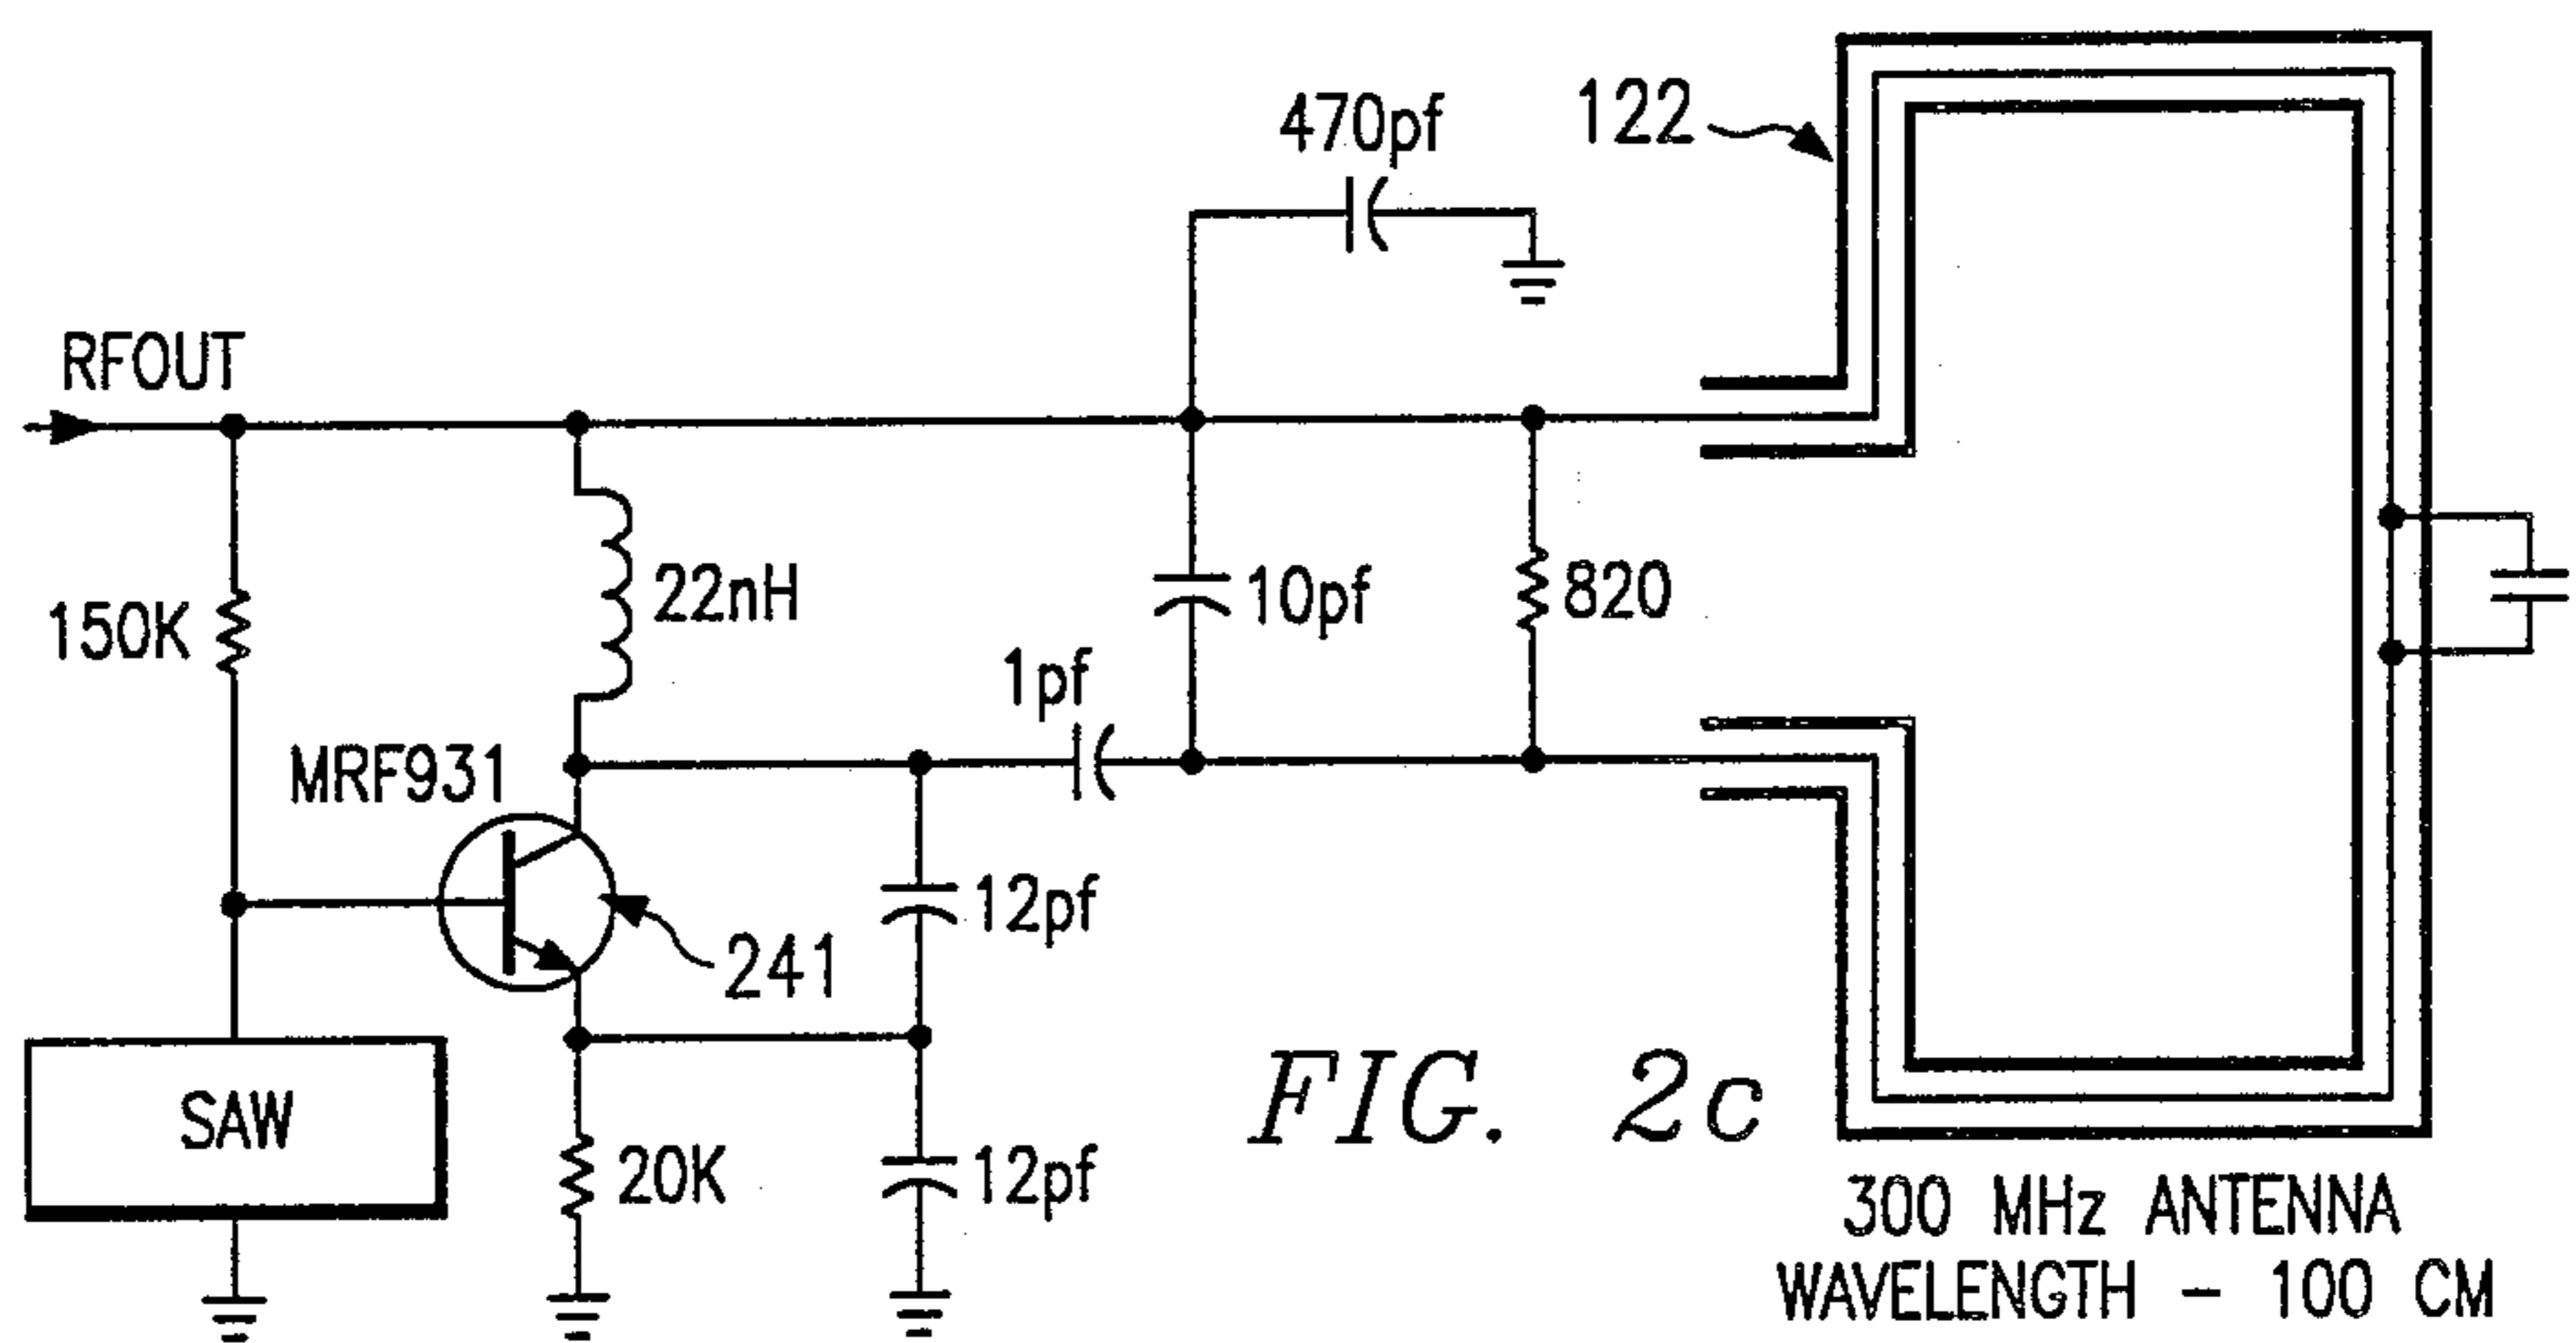 470pf
122
RFOUT
150K
22nH
10pf
820
1pf
MRF931
12pf
241
SAW
20K
12pf
FIG. 2c
300 MHz ANTENNA
WAVELENGTH - 100 CM